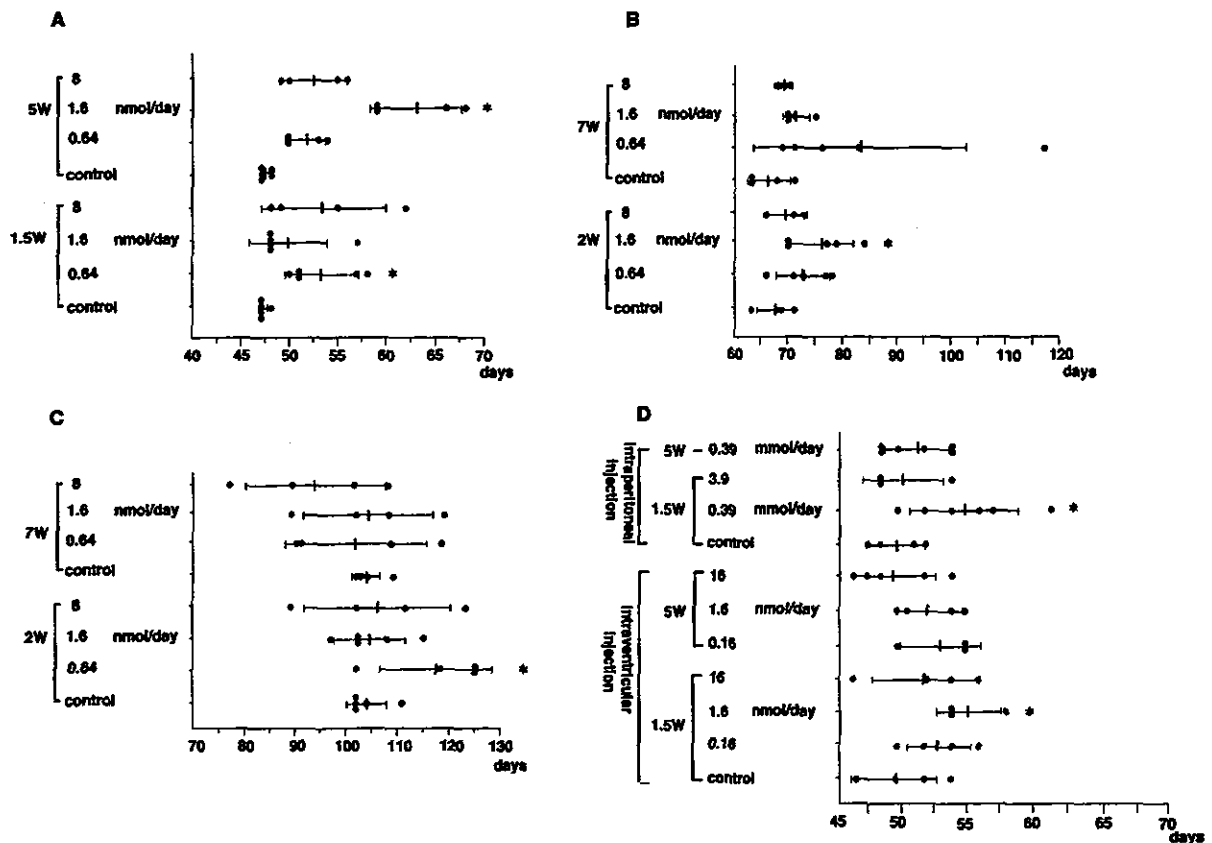 A
8
5W 1.6 nmol/day *
0.64
control
8
1.5W 1.6 nmol/day
0.64 *
control
40 45 50 55 60 65 70
days
B
8
7W 1.6 nmol/day
0.64
control
8
2W 1.6 nmol/day *
0.64
control
60 70 80 90 100 110 120
days
C
8
7W 1.6 nmol/day
0.64
control
8
2W 1.6 nmol/day
0.64 *
control
70 80 90 100 110 120 130
days
D
Intraperitoneal injection
5W 0.39 mmol/day
3.9
1.5W 0.39 mmol/day *
control
Intraventricular injection
16
5W 1.6 nmol/day
0.16
16
1.5W 1.6 nmol/day *
0.16
control
45 50 55 60 65 70
days